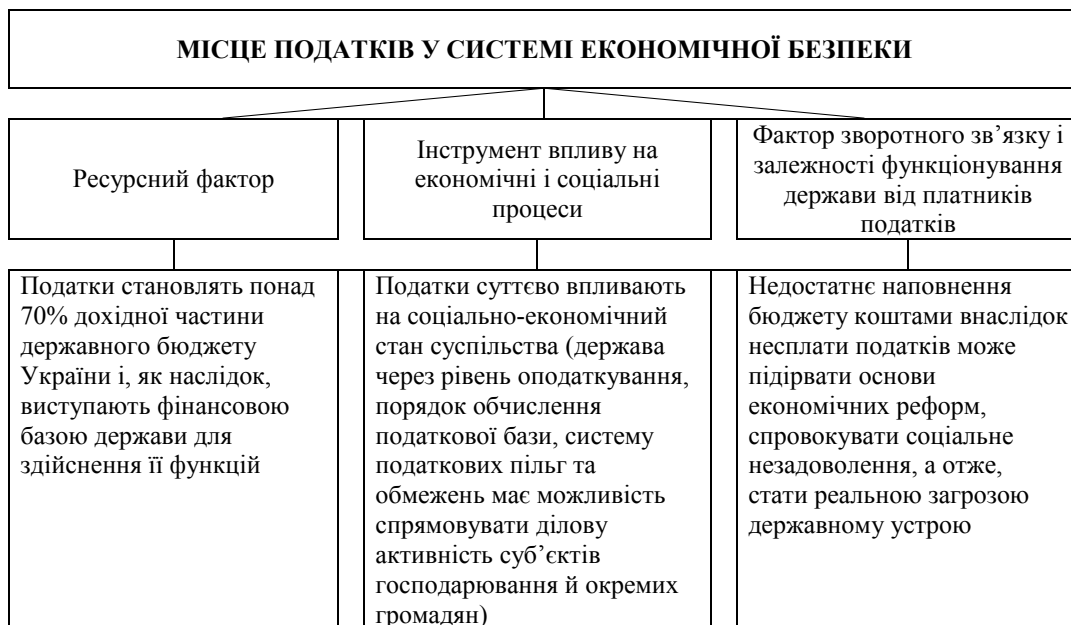 МІСЦЕ ПОДАТКІВ У СИСТЕМІ ЕКОНОМІЧНОЇ БЕЗПЕКИ
Ресурсний фактор
Інструмент впливу на
економічні і соціальні
процеси
Фактор зворотного зв’язку і
залежності функціонування
держави від платників
податків
Податки становлять понад
70% дохідної частини
державного бюджету
України і, як наслідок,
виступають фінансовою
базою держави для
здійснення її функцій
Податки суттєво впливають
на соціально-економічний
стан суспільства (держава
через рівень оподаткування,
порядок обчислення
податкової бази, систему
податкових пільг та
обмежень має можливість
спрямовувати ділову
активність суб’єктів
господарювання й окремих
громадян)
Недостатнє наповнення
бюджету коштами внаслідок
несплати податків може
підірвати основи
економічних реформ,
спровокувати соціальне
незадоволення, а отже,
стати реальною загрозою
державному устрою